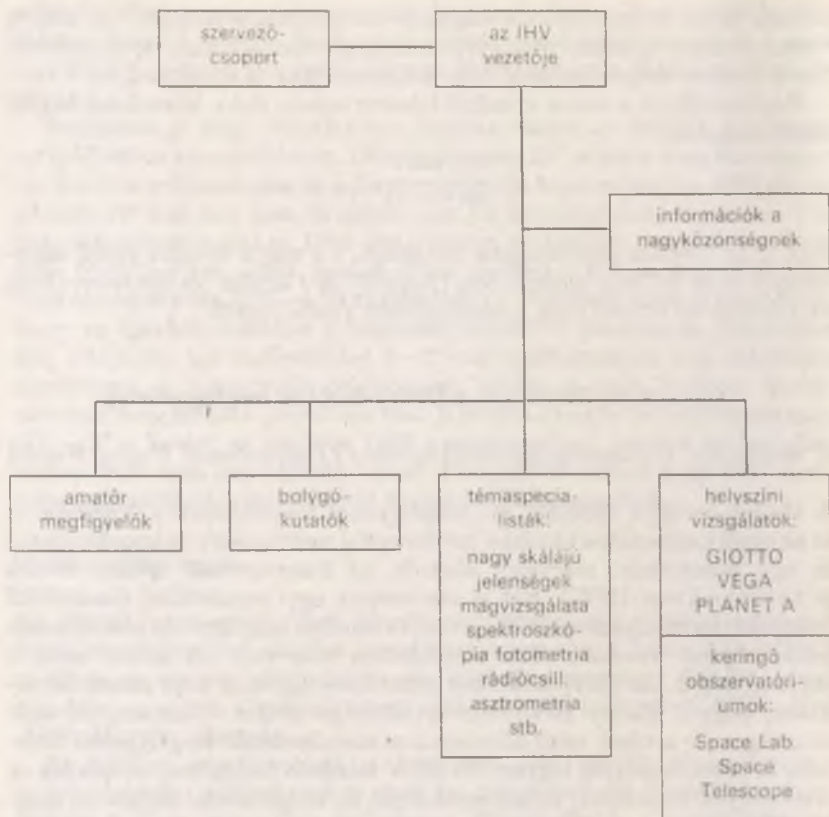 szervező-
csoport
az IHV
vezetője
információk a
nagyközönségnek
amatőr
megfigyelők
bolygó-
kutatók
témaspecia-
listák:
nagy skálájú
jelenségek
magvizsgálata
spektroszkó-
pia fotometria
rádiócsill.
asztrometria
stb.
helyszíni
vizsgálatok:
GIOTTO
VEGA
PLANET A
keringő
obszervatóri-
umok:
Space Lab
Space
Telescope